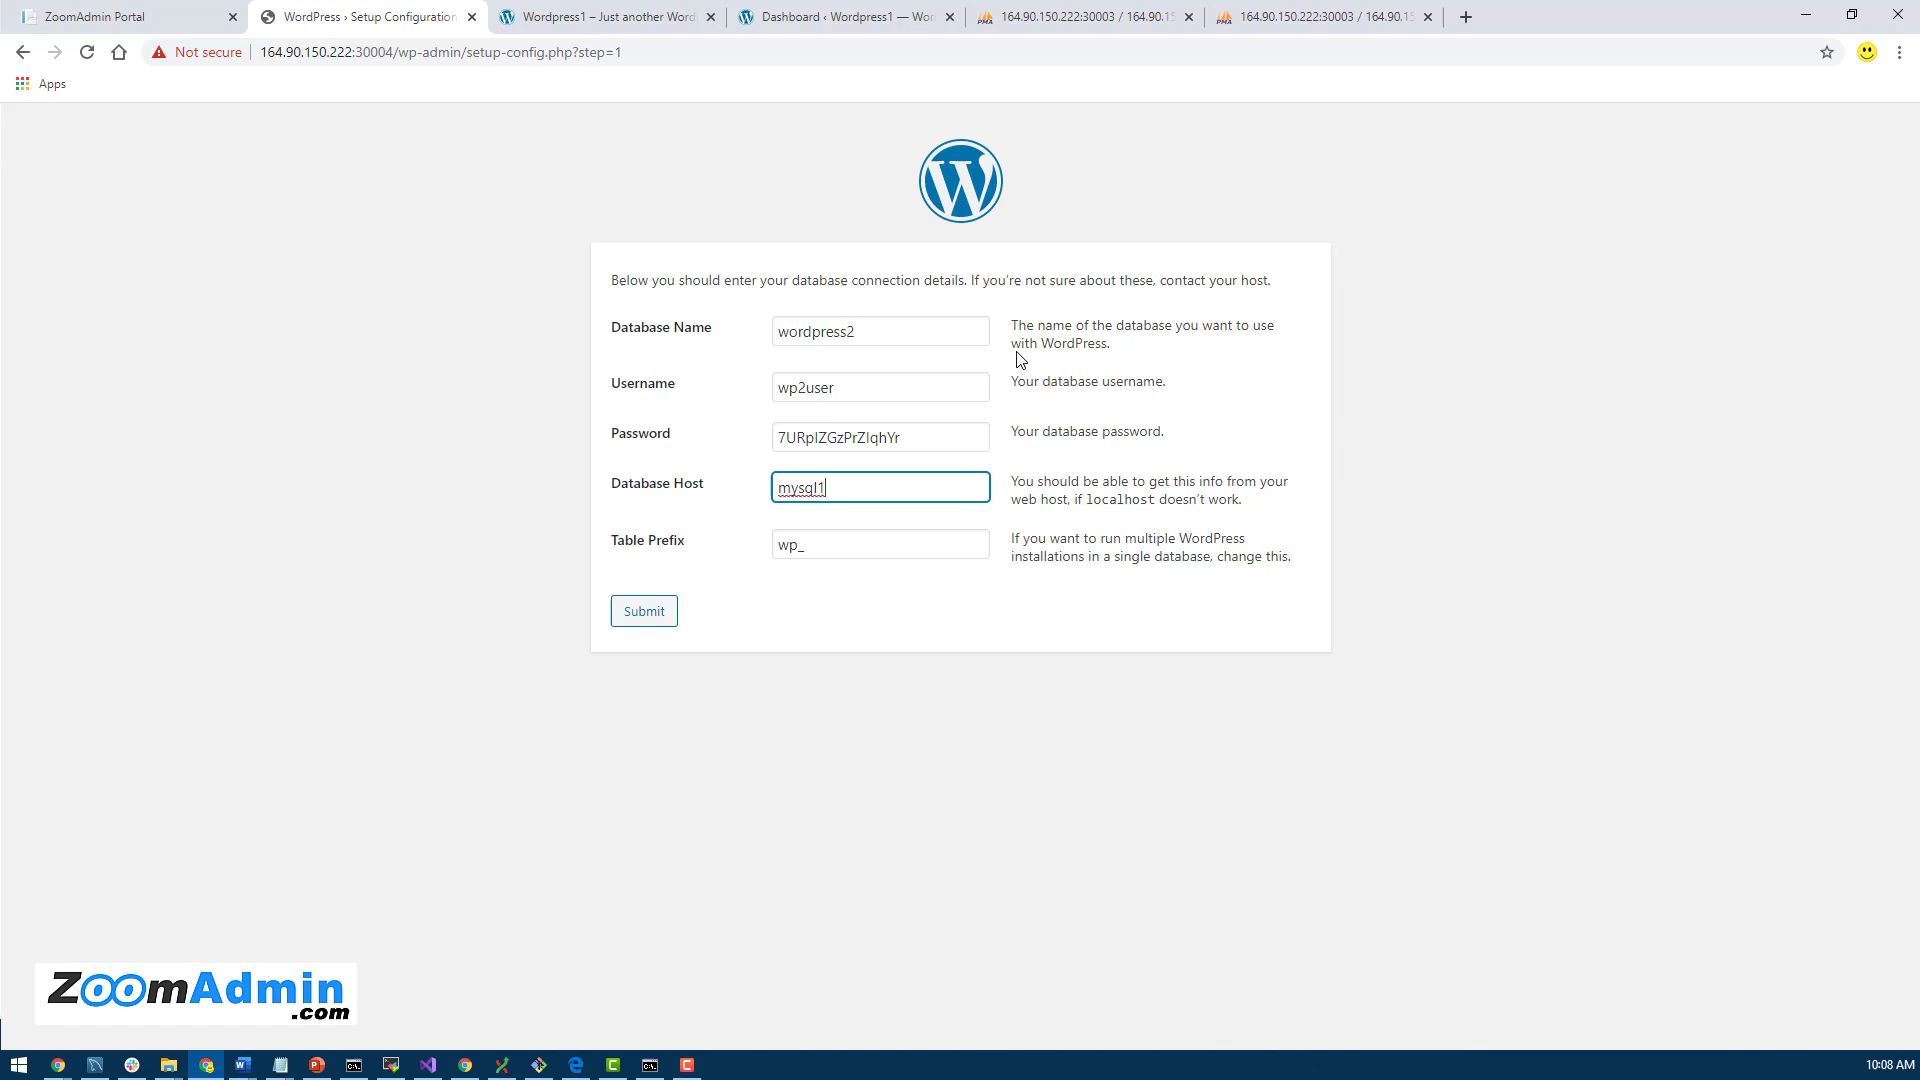 ZoomAdmin Portal
WordPress › Setup Configuration
Wordpress1 – Just another Word
Dashboard ‹ Wordpress1 — Wor
164.90.150.222:30003 / 164.90.15
164.90.150.222:30003 / 164.90.15
Not secure
164.90.150.222:30004/wp-admin/setup-config.php?step=1
Apps
Below you should enter your database connection details. If you’re not sure about these, contact your host.
Database Name
wordpress2
The name of the database you want to use
with WordPress.
Username
wp2user
Your database username.
Password
Your database password.
Database Host
mysql1
You should be able to get this info from your
web host, if localhost doesn’t work.
Table Prefix
wp_
If you want to run multiple WordPress
installations in a single database, change this.
Submit
ZoomAdmin
.com
10:08 AM